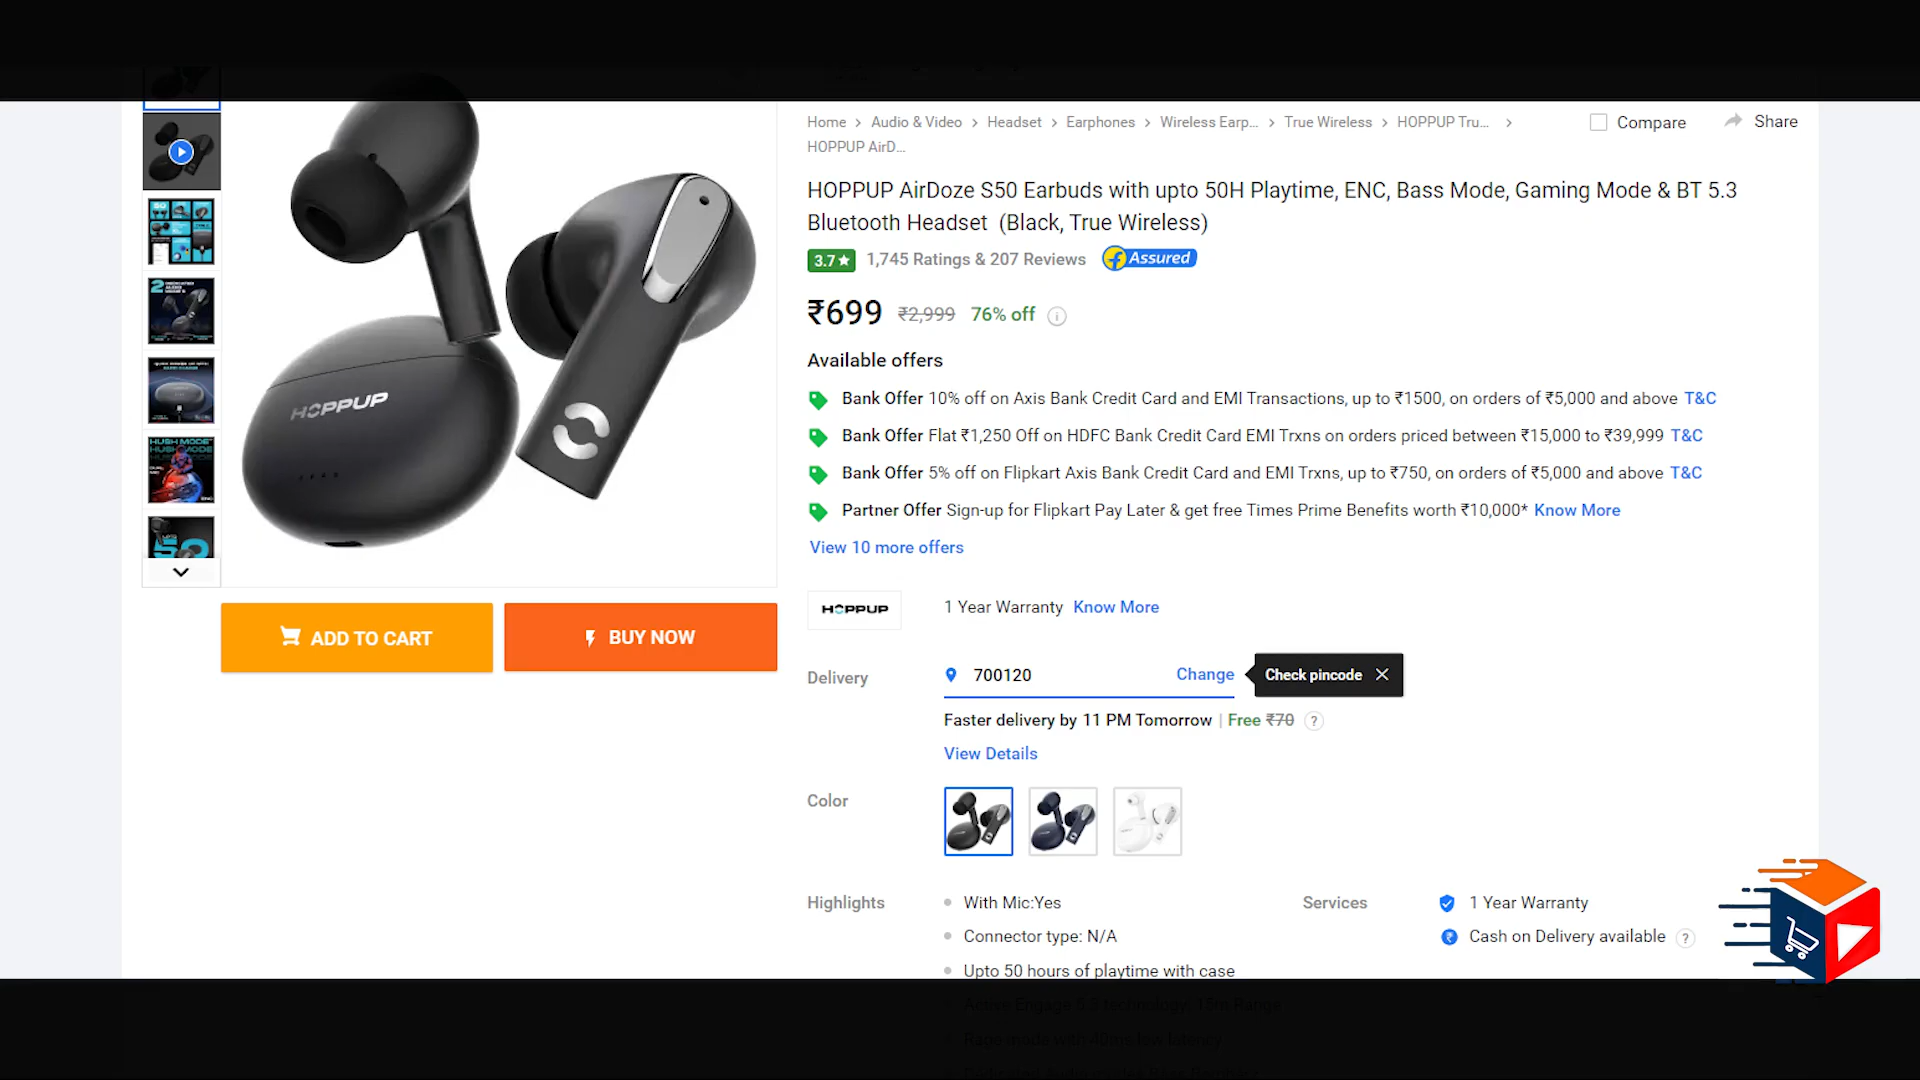 Home > Audio & Video > Headset > Earphones > Wireless Earp... > True Wireless > HOPPUP Tru... >
HOPPUP AirD...
Compare
Share
HOPPUP AirDoze S50 Earbuds with upto 50H Playtime, ENC, Bass Mode, Gaming Mode & BT 5.3
Bluetooth Headset (Black, True Wireless)
3.7★ 1,745 Ratings & 207 Reviews Assured
₹699 ₹2,999 76% off
Available offers
Bank Offer 10% off on Axis Bank Credit Card and EMI Transactions, up to ₹1500, on orders of ₹5,000 and above T&C
Bank Offer Flat ₹1,250 Off on HDFC Bank Credit Card EMI Trxns on orders priced between ₹15,000 to ₹39,999 T&C
Bank Offer 5% off on Flipkart Axis Bank Credit Card and EMI Trxns, up to ₹750, on orders of ₹5,000 and above T&C
Partner Offer Sign-up for Flipkart Pay Later & get free Times Prime Benefits worth ₹10,000* Know More
View 10 more offers
HOPPUP
HUSH MODE
50
ADD TO CART
BUY NOW
HOPPUP
1 Year Warranty Know More
Delivery
700120
Change
Check pincode
Faster delivery by 11 PM Tomorrow | Free ₹70 ?
View Details
Color
Highlights
With Mic:Yes
Connector type: N/A
Upto 50 hours of playtime with case
Services
1 Year Warranty
Cash on Delivery available ?